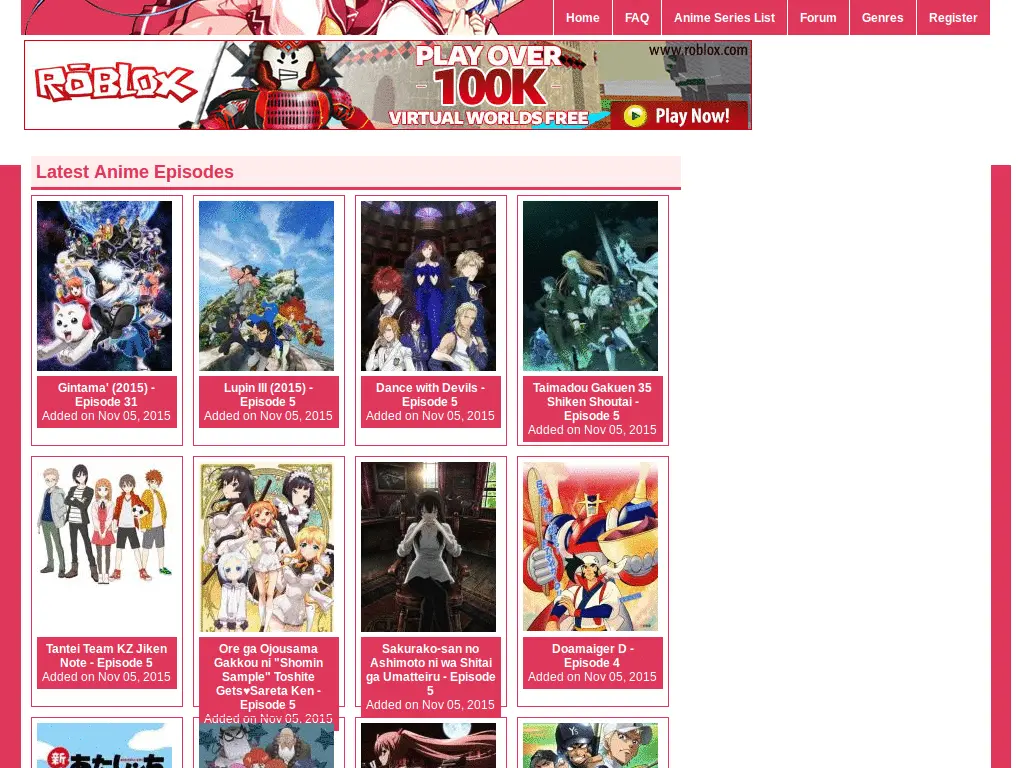 Home FAQ Anime Series List Forum Genres Register
ROBLOX
PLAY OVER
100K
VIRTUAL WORLDS FREE
www.roblox.com
Play Now!
Latest Anime Episodes
Gintama' (2015) -
Episode 31
Added on Nov 05, 2015
Lupin III (2015) -
Episode 5
Added on Nov 05, 2015
Dance with Devils -
Episode 5
Added on Nov 05, 2015
Taimadou Gakuen 35
Shiken Shoutai -
Episode 5
Added on Nov 05, 2015
Tantei Team KZ Jiken
Note - Episode 5
Added on Nov 05, 2015
Ore ga Ojousama
Gakkou ni "Shomin
Sample" Toshite
Gets♥Sareta Ken -
Episode 5
Added on Nov 05, 2015
Sakurako-san no
Ashimoto ni wa Shitai
ga Umatteiru - Episode
5
Added on Nov 05, 2015
Doamaiger D -
Episode 4
Added on Nov 05, 2015
新